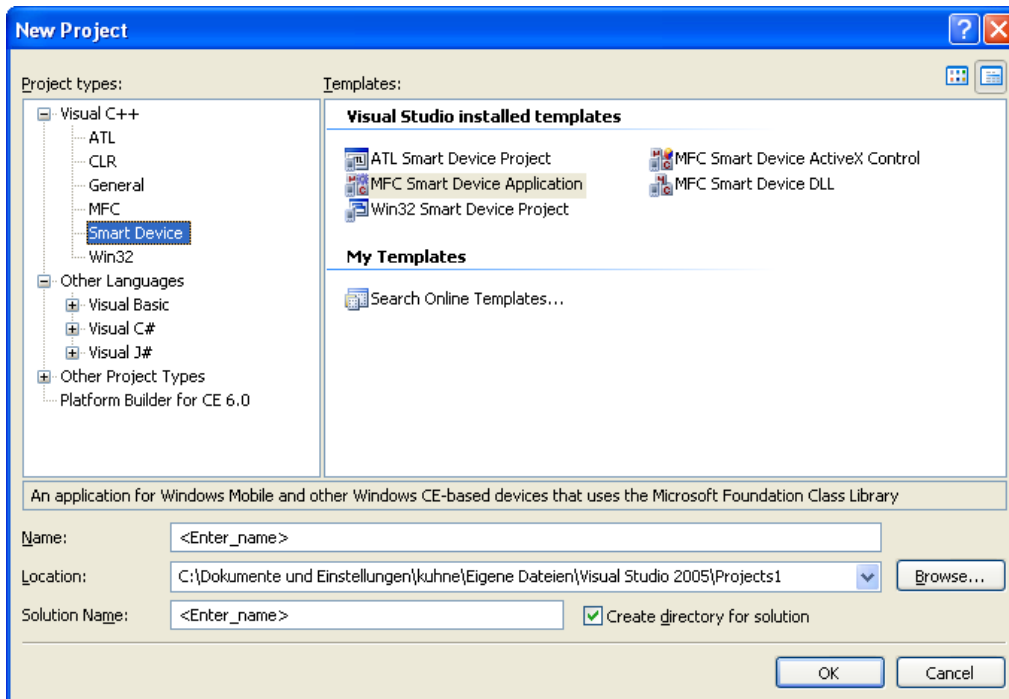 New Project
Project types:
Templates:
Visual C++
ATL
CLR
General
MFC
Smart Device
Win32
Other Languages
Visual Basic
Visual C#
Visual J#
Other Project Types
Platform Builder for CE 6.0
Visual Studio installed templates
ATL Smart Device Project
MFC Smart Device ActiveX Control
MFC Smart Device Application
MFC Smart Device DLL
Win32 Smart Device Project
My Templates
Search Online Templates...
An application for Windows Mobile and other Windows CE-based devices that uses the Microsoft Foundation Class Library
Name: <Enter_name>
Location: C:\Dokumente und Einstellungen\kuhne\Eigene Dateien\Visual Studio 2005\Projects1 Browse...
Solution Name: <Enter_name> Create directory for solution
OK Cancel